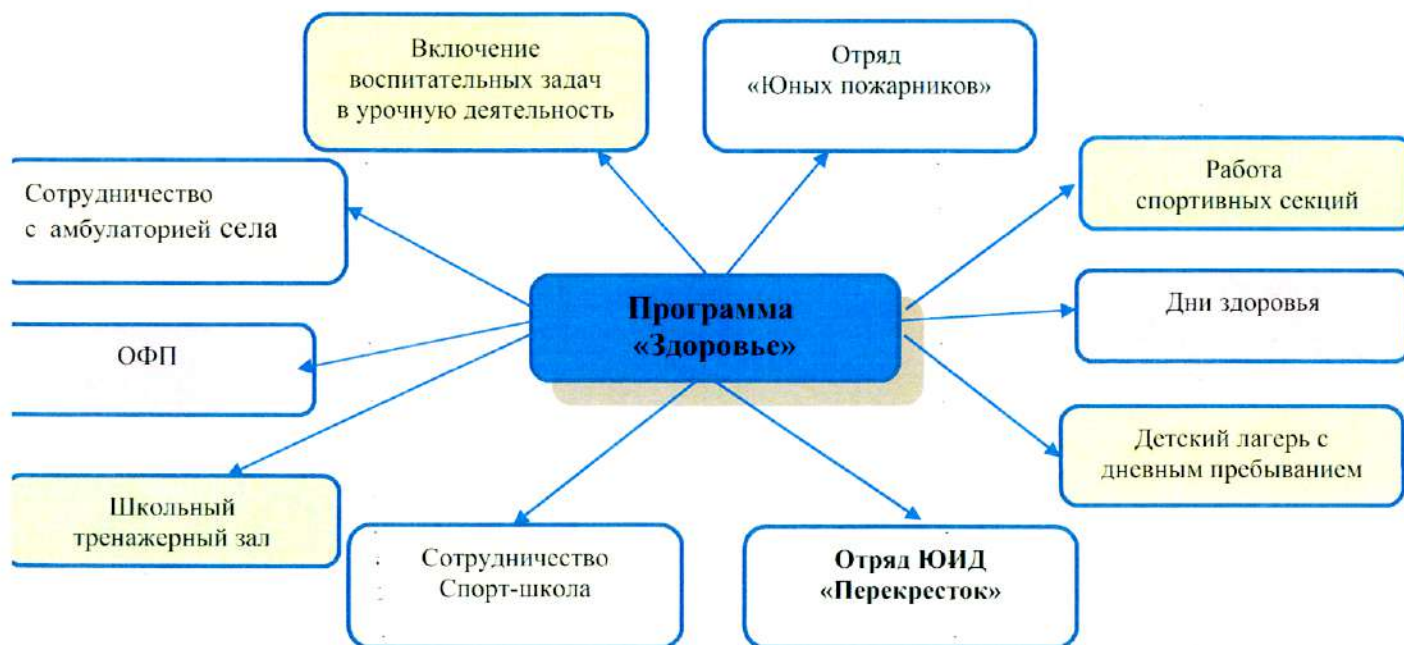 Включение
воспитательных задач
в урочную деятельность
Отряд
«Юных пожарников»
Сотрудничество
с амбулаторией села
Работа
спортивных секций
Программа
«Здоровье»
Дни здоровья
ОФП
Детский лагерь с
дневным пребыванием
Школьный
тренажерный зал
Сотрудничество
Спорт-школа
Отряд ЮИД
«Перекресток»